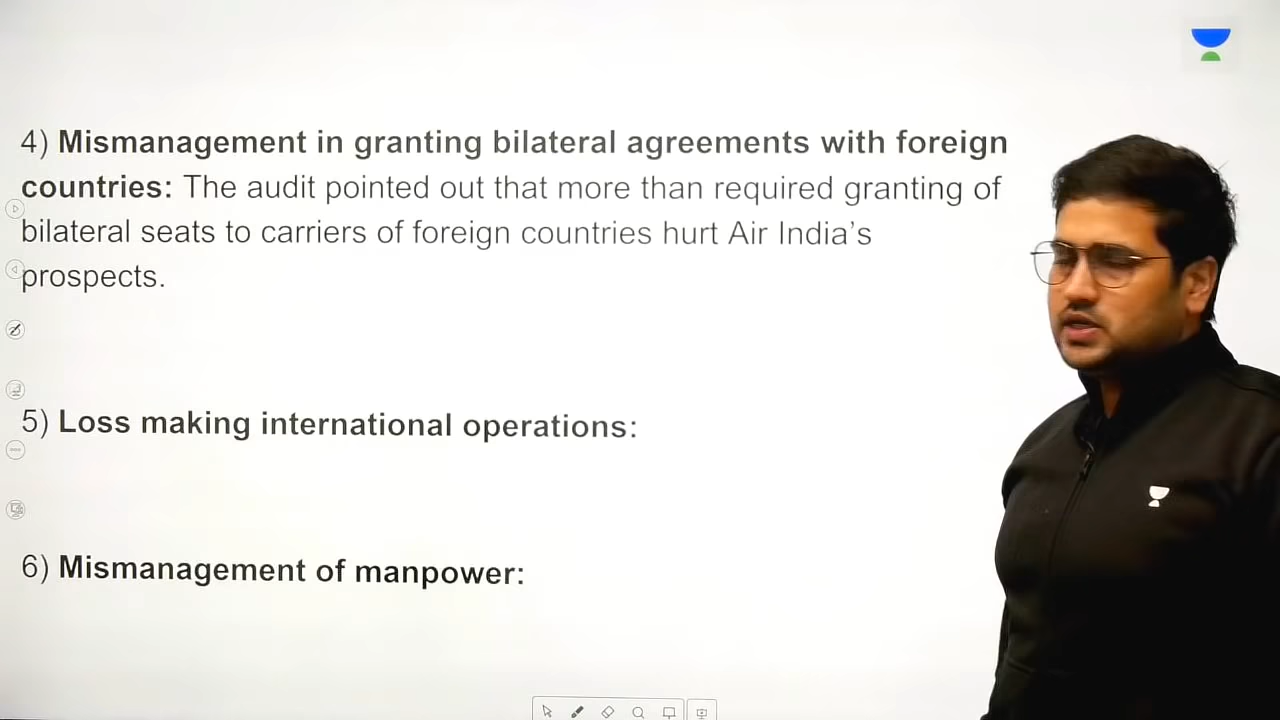 4) Mismanagement in granting bilateral agreements with foreign
countries: The audit pointed out that more than required granting of
bilateral seats to carriers of foreign countries hurt Air India’s
prospects.
5) Loss making international operations:
6) Mismanagement of manpower: